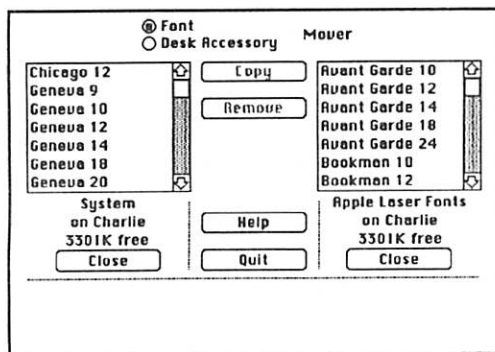 Font
Desk Accessory
Mover
Chicago 12
Geneva 9
Geneva 10
Geneva 12
Geneva 14
Geneva 18
Geneva 20
System
on Charlie
3301K free
Close
Copy
Remove
Help
Quit
Avant Garde 10
Avant Garde 12
Avant Garde 14
Avant Garde 18
Avant Garde 24
Bookman 10
Bookman 12
Apple Laser Fonts
on Charlie
3301K free
Close